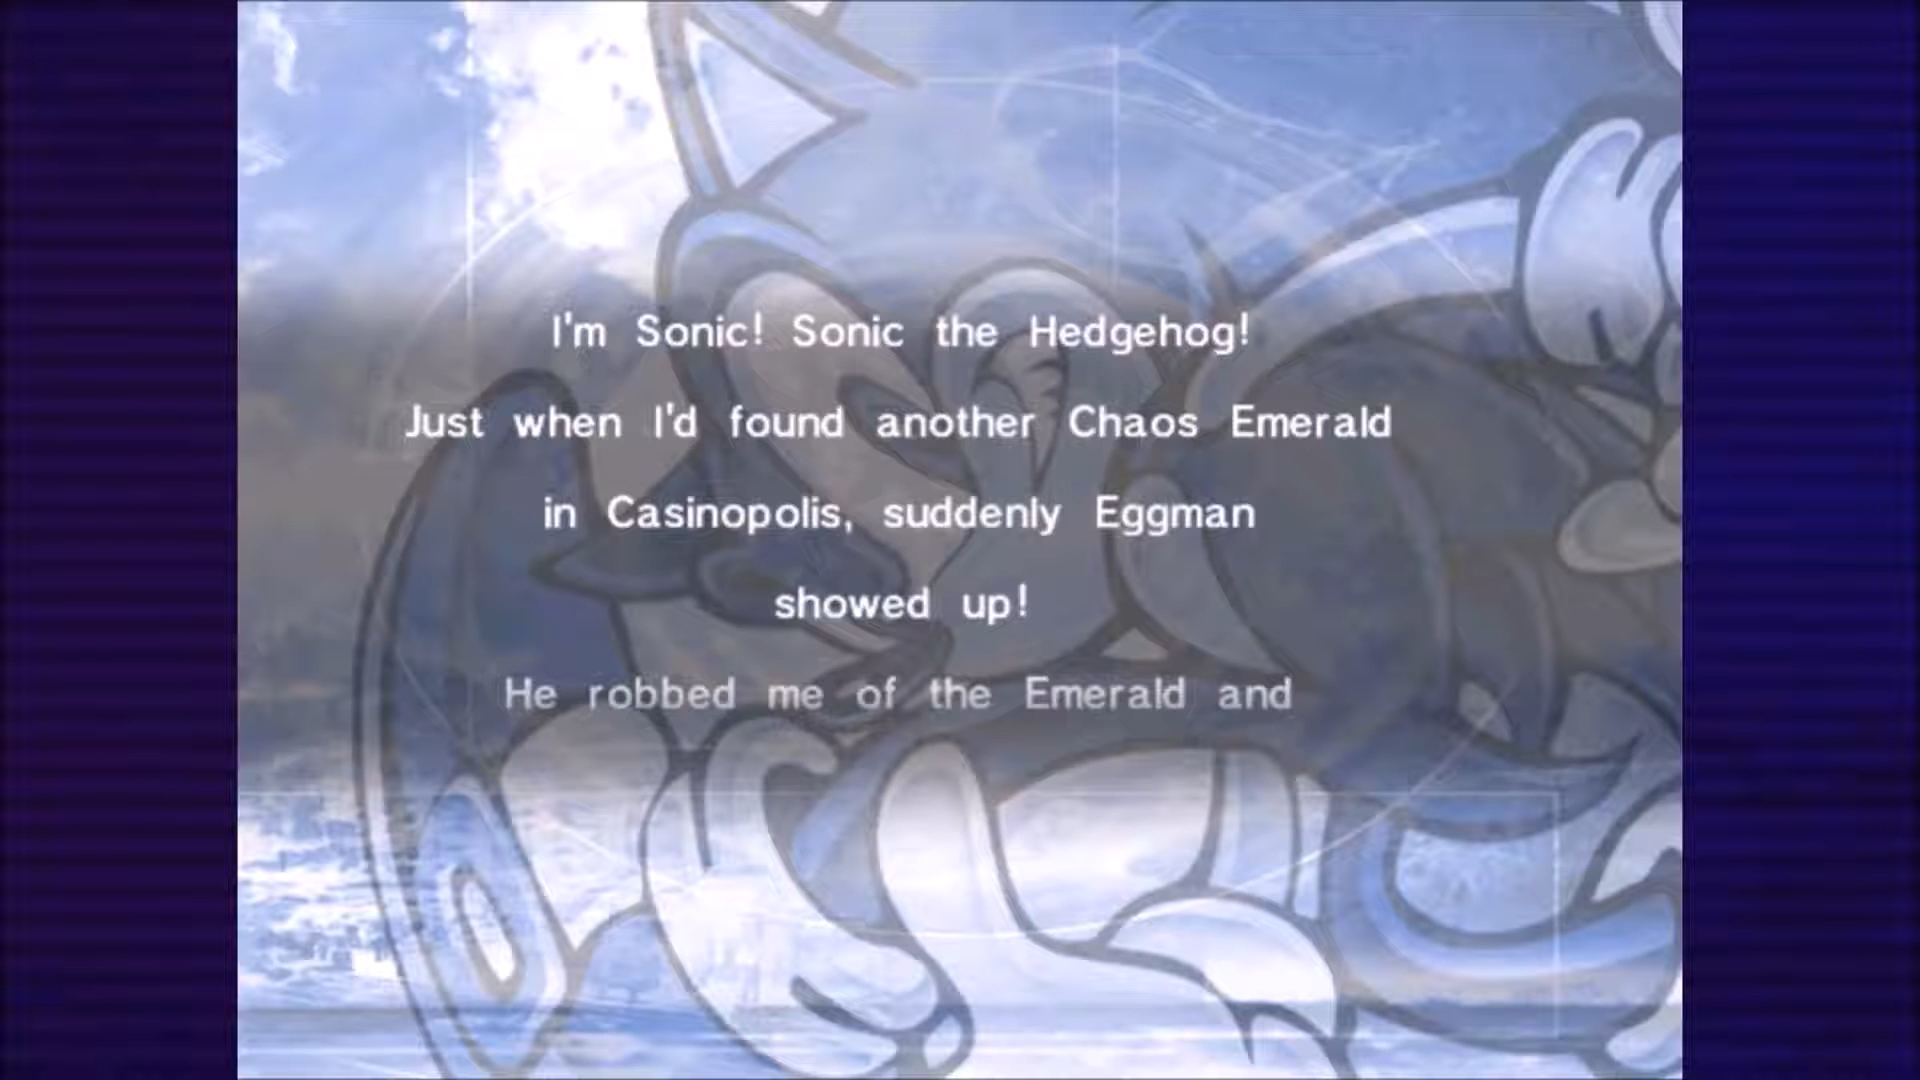 I'm Sonic! Sonic the Hedgehog!
Just when I'd found another Chaos Emerald
in Casinopolis, suddenly Eggman
showed up!
He robbed me of the Emerald and